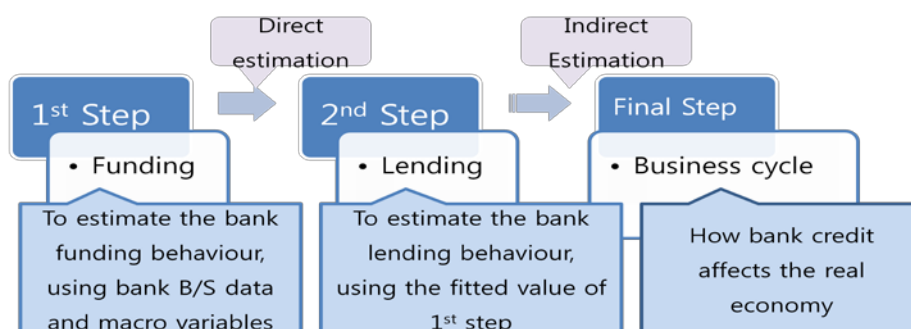 Direct
estimation
Indirect
Estimation
1st Step
2nd Step
Final Step
• Funding
• Lending
• Business cycle
To estimate the bank
funding behaviour,
using bank B/S data
and macro variables
To estimate the bank
lending behaviour,
using the fitted value of
1st step
How bank credit
affects the real
economy